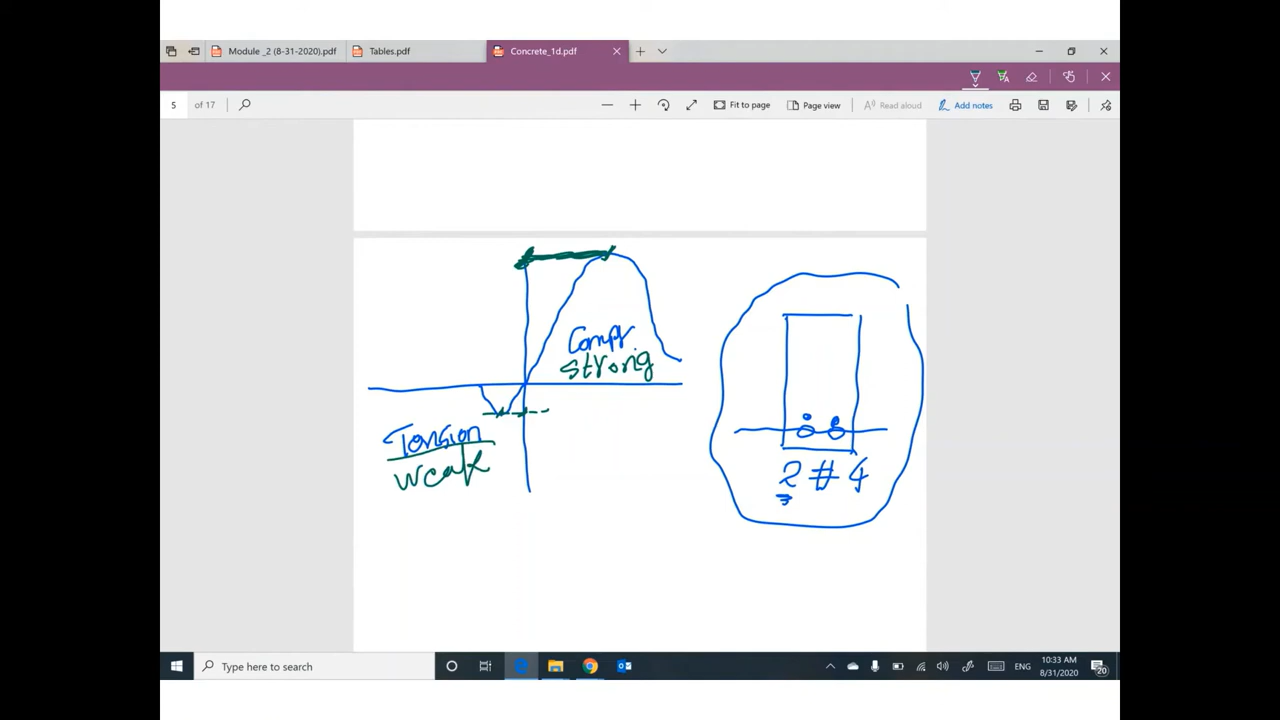 Module _2 (8-31-2020).pdf
Tables.pdf
Concrete_1d.pdf
5 of 17
Fit to page
Page view
Read aloud
Add notes
Strong
Tension
Weak
2 # 4
Type here to search
ENG
10:33 AM
8/31/2020
20